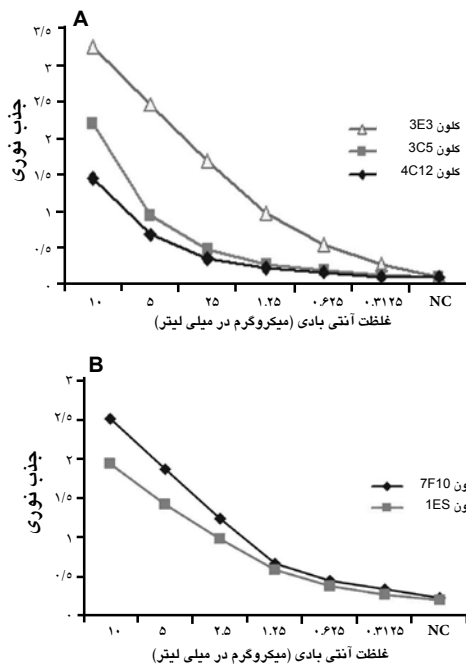 A
۳/۵
۳
۲/۵
۲
۱/۵
۱
۰/۵
۰
جذب نوری
کلون 3E3
کلون 3C5
کلون 4C12
۱۰ ۵ ۲۵ ۱.۲۵ ۰.۶۲۵ ۰.۳۱۲۵ NC
غلظت آنتی بادی (میکروگرم در میلی لیتر)
B
۳
۲/۵
۲
۱/۵
۱
۰/۵
۰
جذب نوری
ون 7F10
ون 1ES
۱۰ ۵ ۲.۵ ۱.۲۵ ۰.۶۲۵ ۰.۳۱۲۵ NC
غلظت آنتی بادی (میکروگرم در میلی لیتر)